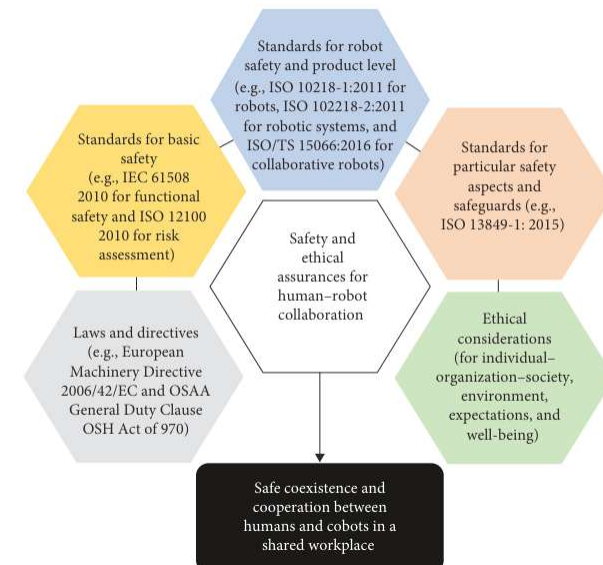 Standards for robot
safety and product level
(e.g., ISO 10218-1:2011 for
robots, ISO 102218-2:2011
for robotic systems, and
ISO/TS 15066:2016 for
collaborative robots)
Standards for basic
safety
(e.g., IEC 61508
2010 for functional
safety and ISO 12100
2010 for risk
assessment)
Standards for
particular safety
aspects and
safeguards (e.g.,
ISO 13849-1: 2015)
Safety and
ethical
assurances for
human–robot
collaboration
Laws and directives
(e.g., European
Machinery Directive
2006/42/EC and OSAA
General Duty Clause
OSH Act of 970)
Ethical
considerations
(for individual–
organization–society,
environment,
expectations, and
well-being)
Safe coexistence and
cooperation between
humans and cobots in a
shared workplace